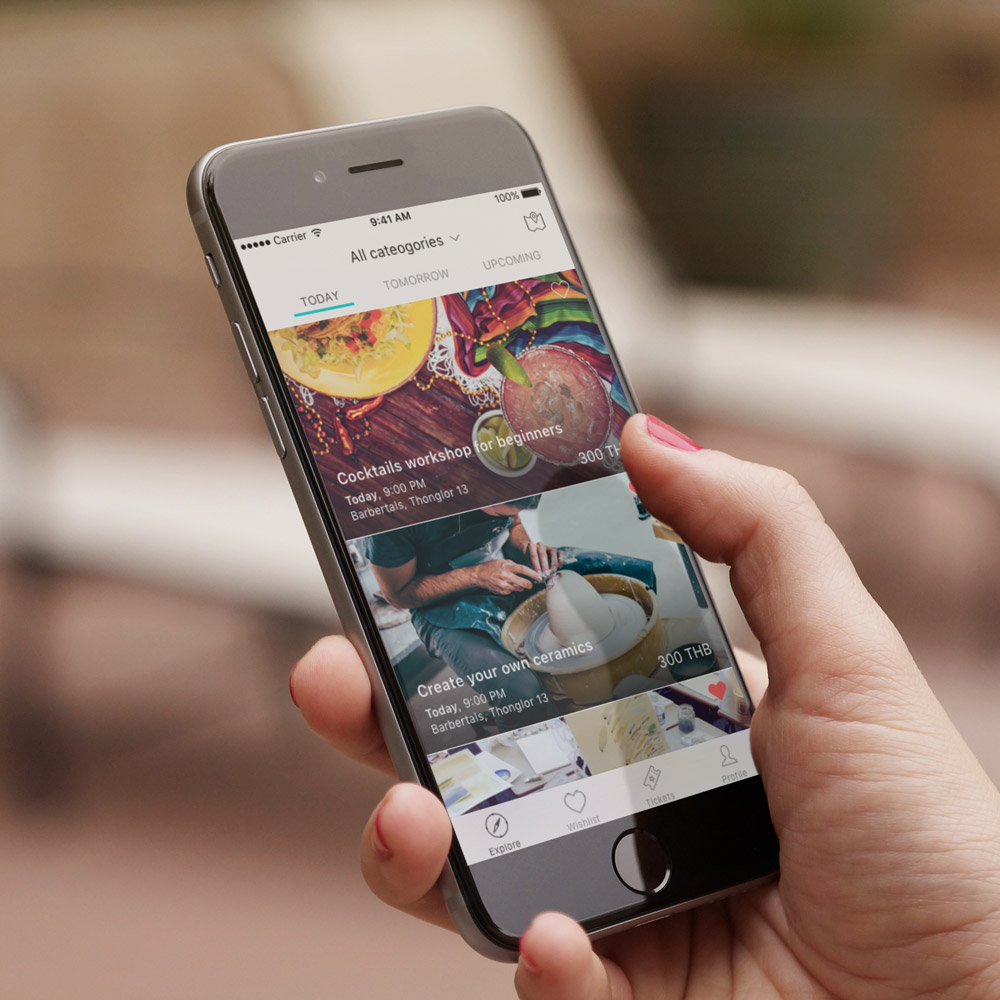 ●●●●● Carrier 9:41 AM 100%
All cateogories
TODAY TOMORROW UPCOMING
Cocktails workshop for beginners
300 TH
Today, 9:00 PM
Barbertals, Thonglor 13
Create your own ceramics
300 THB
Today, 9:00 PM
Barbertals, Thonglor 13
Explore Wishlist Tickets Profile